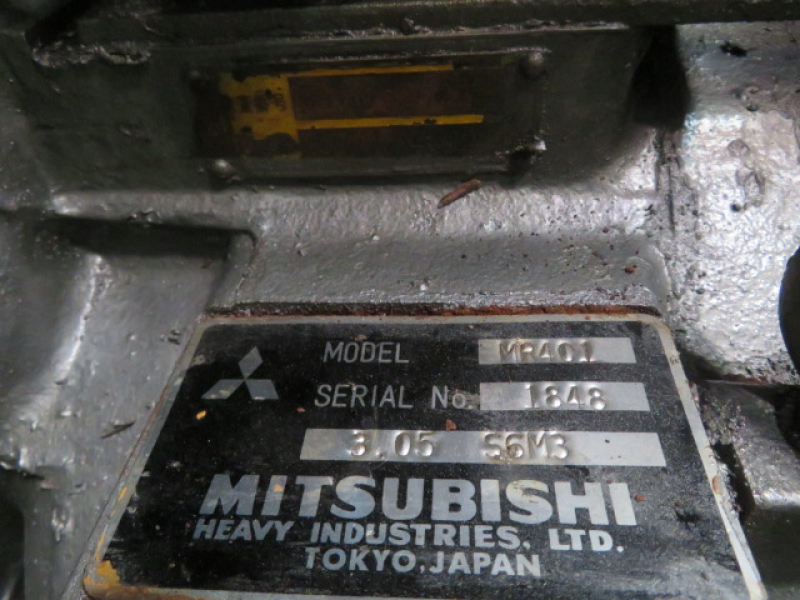 MODEL MR401
SERIAL No. 1848
3.05 S6M3
MITSUBISHI
HEAVY INDUSTRIES, LTD.
TOKYO, JAPAN